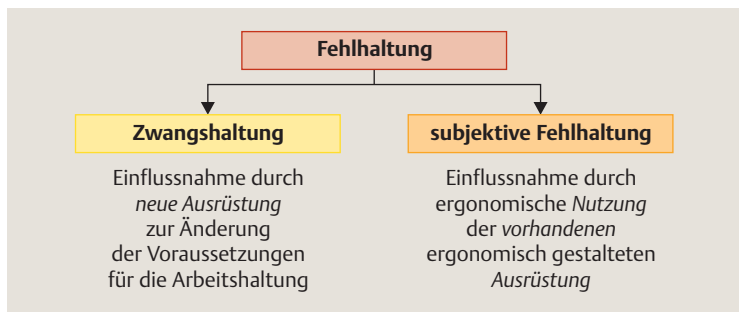 Fehlhaltung
Zwangshaltung
Einflussnahme durch
neue Ausrüstung
zur Änderung
der Voraussetzungen
für die Arbeitshaltung
subjektive Fehlhaltung
Einflussnahme durch
ergonomische Nutzung
der vorhandenen
ergonomisch gestalteten
Ausrüstung